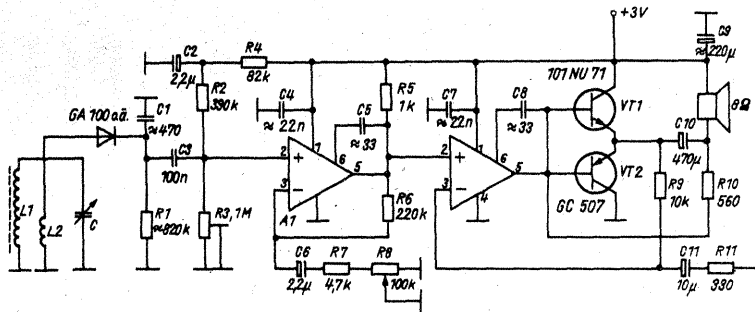 +3V
C9
≈220µ
C2
2,2µ
R4
82k
R2
390k
C4
≈22n
R5
1k
C7
≈22n
C8
≈33
101 NU 71
VT1
8Ω
GA 100 o.ä.
C1
≈470
C5
≈33
C3
100n
C10
470µ
2
3
7
6
5
4
A1
2
3
7
6
5
4
VT2
GC 507
R6
220k
R9
10k
R10
560
L1
L2
C
R1
≈820k
R3, 1M
C6
2,2µ
R7
4,7k
R8
100k
C11
10µ
R11
330